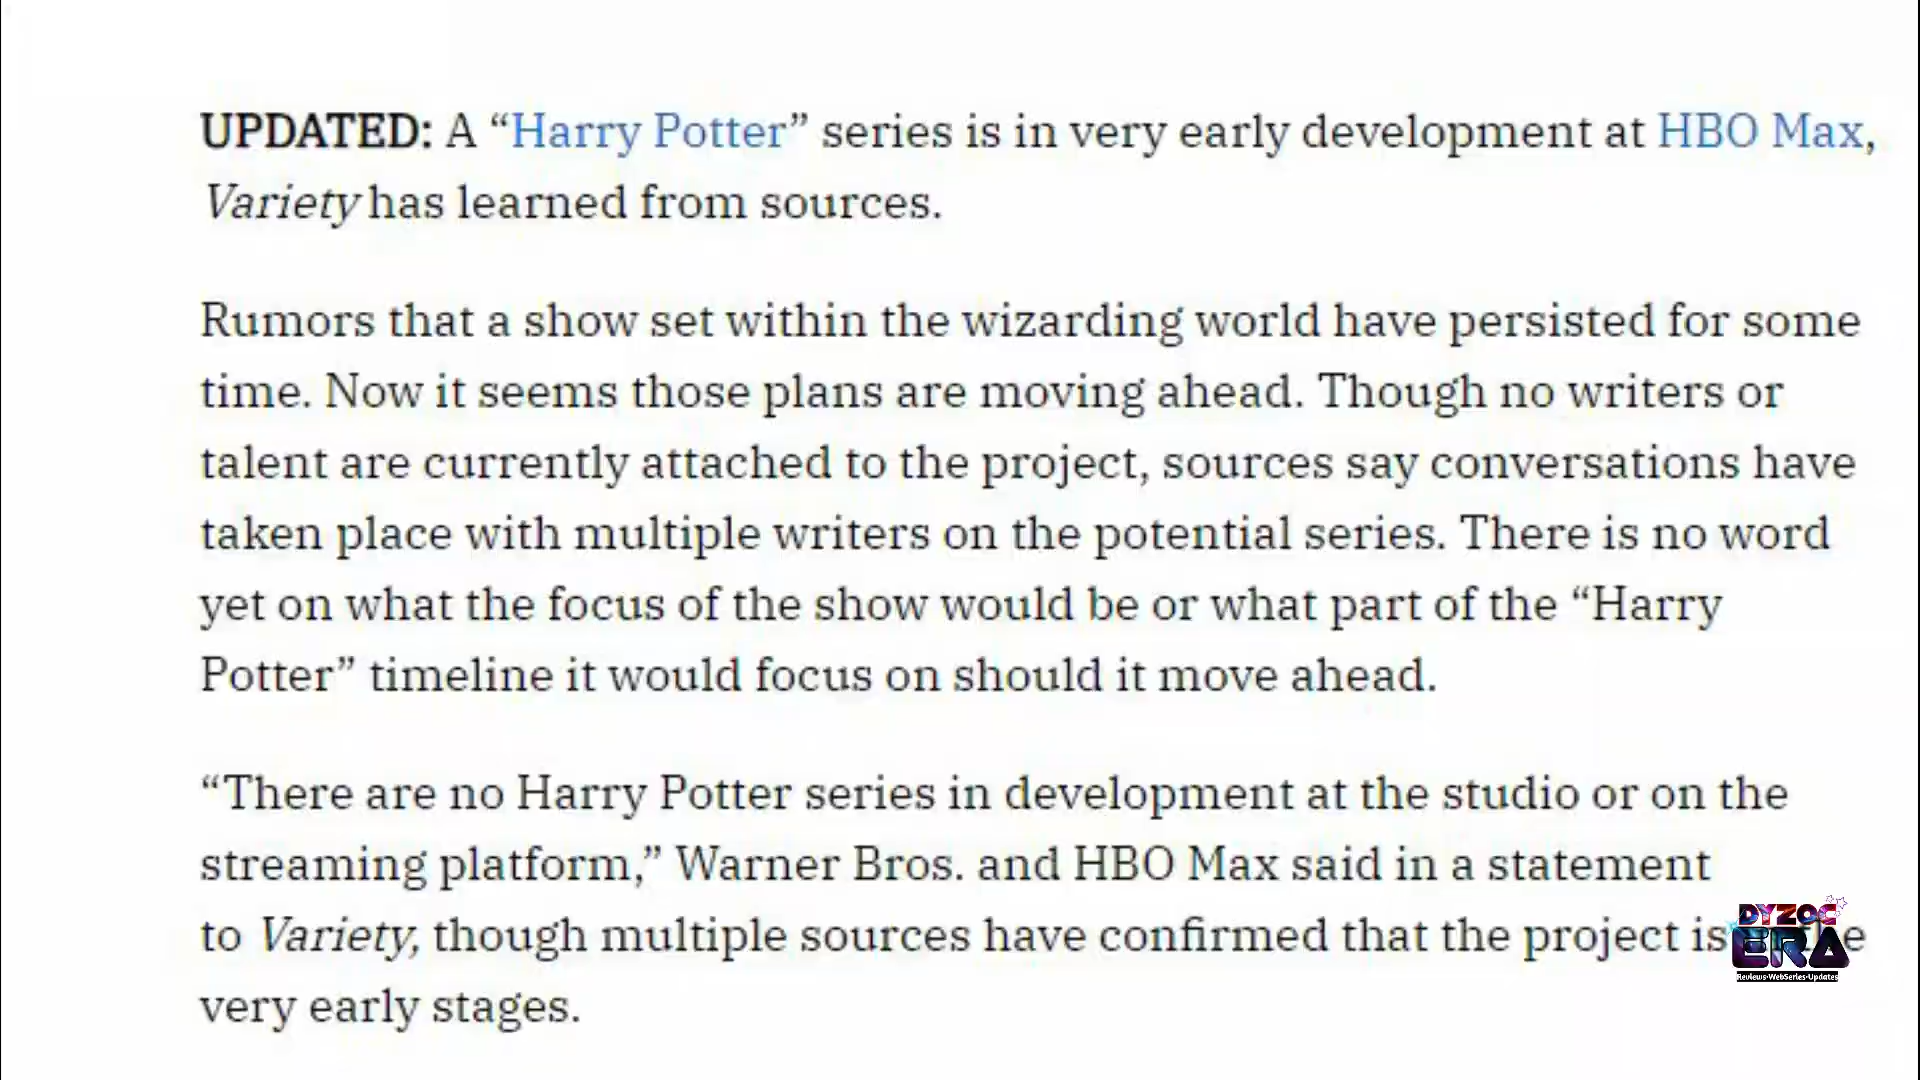 UPDATED: A “Harry Potter” series is in very early development at HBO Max,
Variety has learned from sources.
Rumors that a show set within the wizarding world have persisted for some
time. Now it seems those plans are moving ahead. Though no writers or
talent are currently attached to the project, sources say conversations have
taken place with multiple writers on the potential series. There is no word
yet on what the focus of the show would be or what part of the “Harry
Potter” timeline it would focus on should it move ahead.
“There are no Harry Potter series in development at the studio or on the
streaming platform,” Warner Bros. and HBO Max said in a statement
to Variety, though multiple sources have confirmed that the project is
very early stages.
DYZOC
ERA
Reviews•WebSeries•Updates